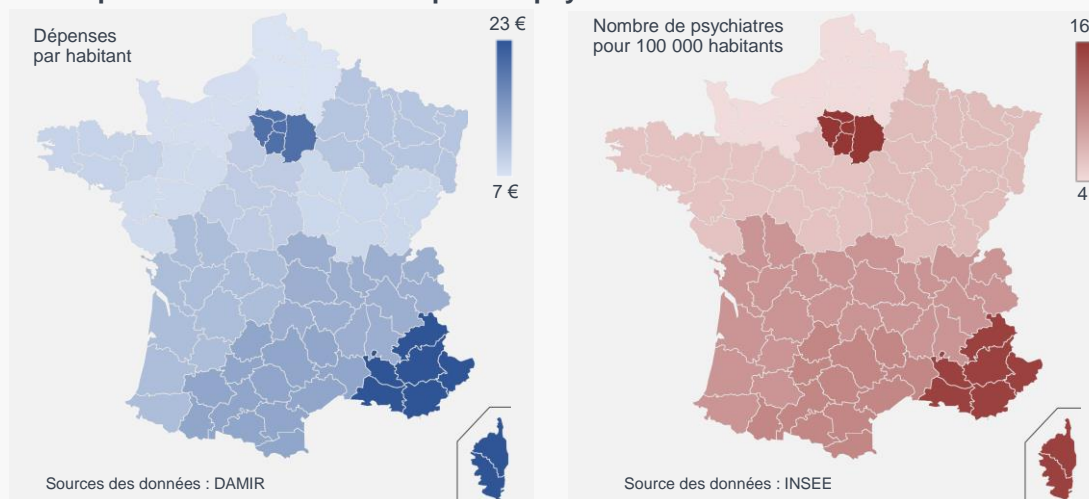 Dépenses
par habitant
23 €
7 €
Sources des données : DAMIR
Nombre de psychiatres
pour 100 000 habitants
16
4
Source des données : INSEE